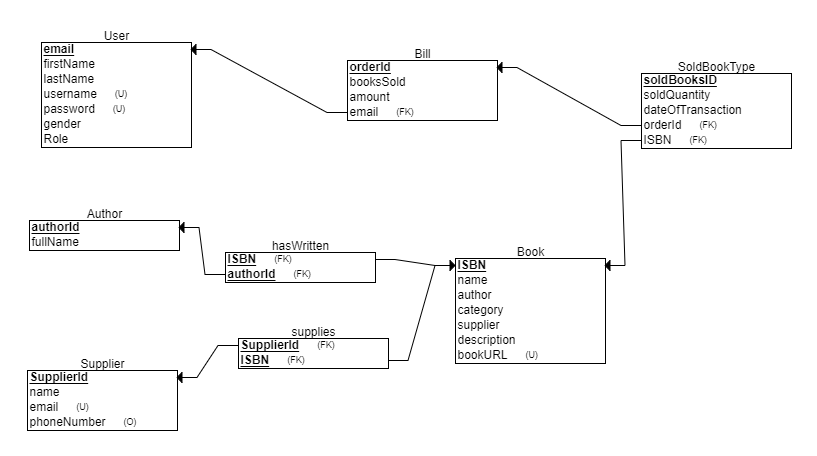 User
email
firstName
lastName
username (U)
password (U)
gender
Role
Bill
orderId
booksSold
amount
email (FK)
SoldBookType
soldBooksID
soldQuantity
dateOfTransaction
orderId (FK)
ISBN (FK)
Author
authorId
fullName
hasWritten
ISBN (FK)
authorId (FK)
Book
ISBN
name
author
category
supplier
description
bookURL (U)
supplies
SupplierId (FK)
ISBN (FK)
Supplier
SupplierId
name
email (U)
phoneNumber (O)